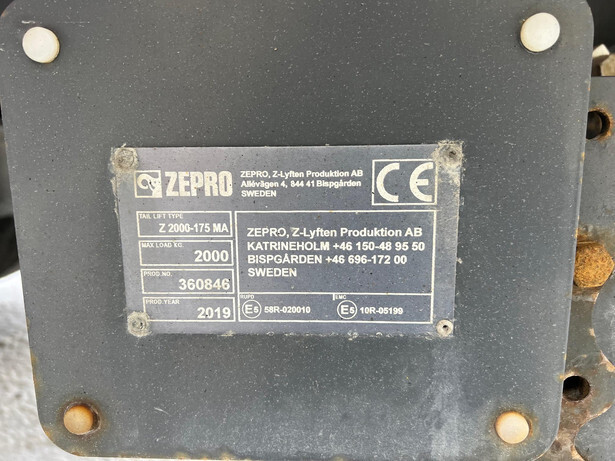 ZEPRO
ZEPRO, Z-Lyften Produktion AB
Allévägen 4, 844 41 Bispgården
SWEDEN
CE
TAIL LIFT TYPE
Z 2000-175 MA
MAX LOAD KG.
2000
PROD.NO.
360846
PROD.YEAR
2019
ZEPRO, Z-Lyften Produktion AB
KATRINEHOLM +46 150-48 95 50
BISPGÅRDEN +46 696-172 00
SWEDEN
RUPD
E5 58R-020010
EMC
E5 10R-05199